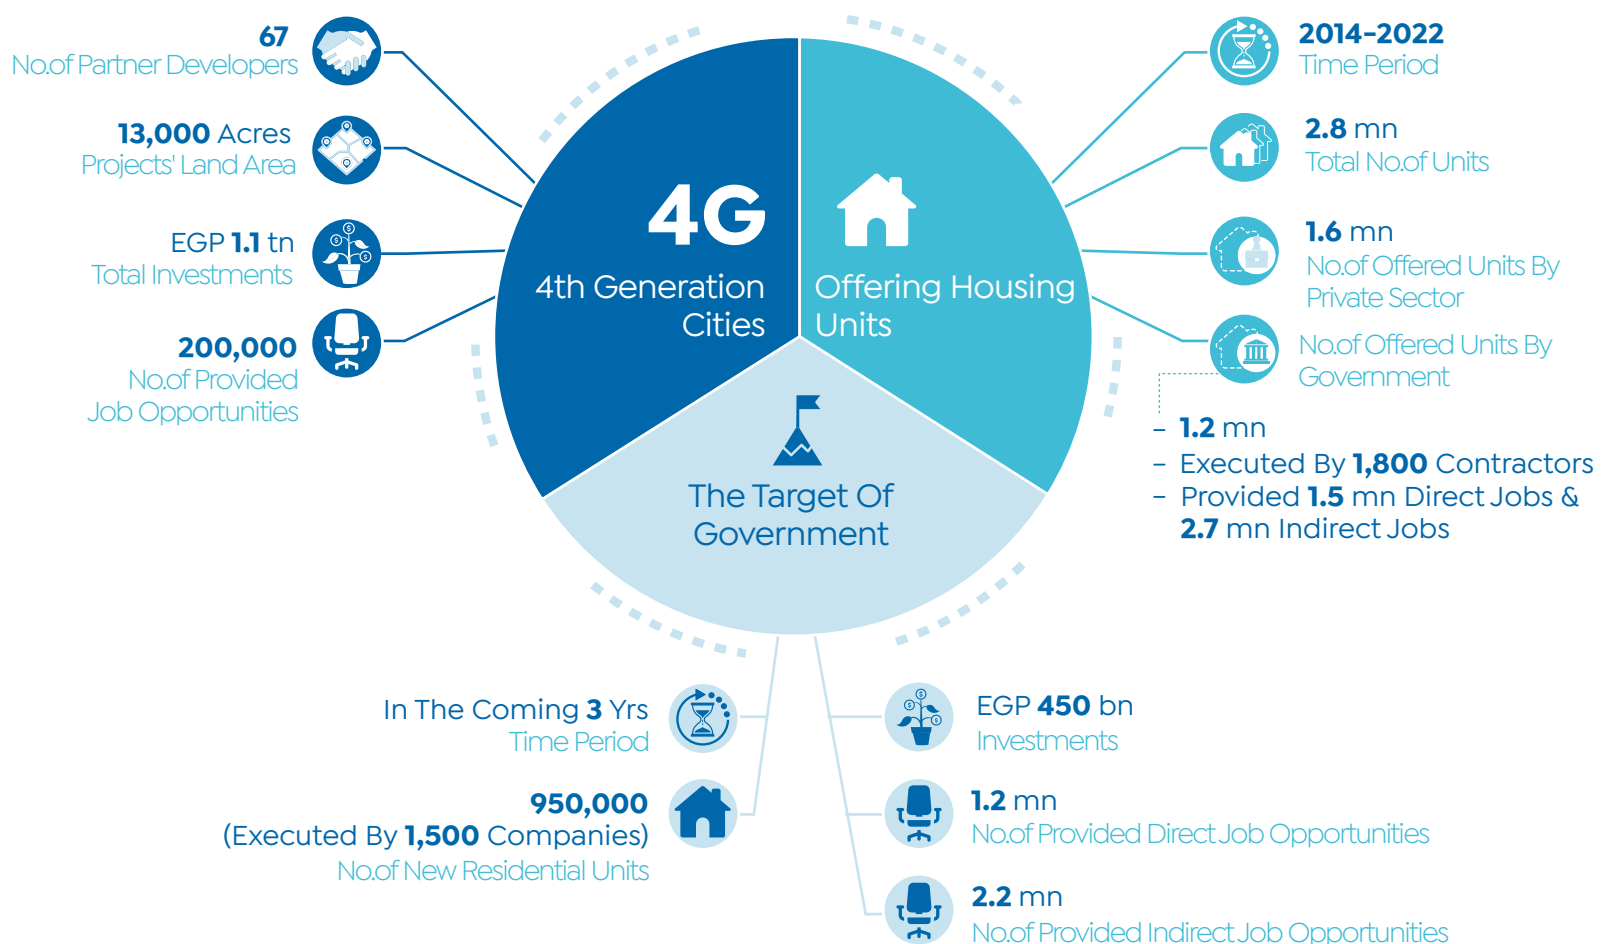 67
No.of Partner Developers
13,000 Acres
Projects' Land Area
EGP 1.1 tn
Total Investments
200,000
No.of Provided
Job Opportunities
4G
4th Generation
Cities
Offering Housing
Units
2014-2022
Time Period
2.8 mn
Total No.of Units
1.6 mn
No.of Offered Units By
Private Sector
No.of Offered Units By
Government
- 1.2 mn
- Executed By 1,800 Contractors
- Provided 1.5 mn Direct Jobs &
2.7 mn Indirect Jobs
The Target Of
Government
In The Coming 3 Yrs
Time Period
950,000
(Executed By 1,500 Companies)
No.of New Residential Units
EGP 450 bn
Investments
1.2 mn
No.of Provided Direct Job Opportunities
2.2 mn
No.of Provided Indirect Job Opportunities